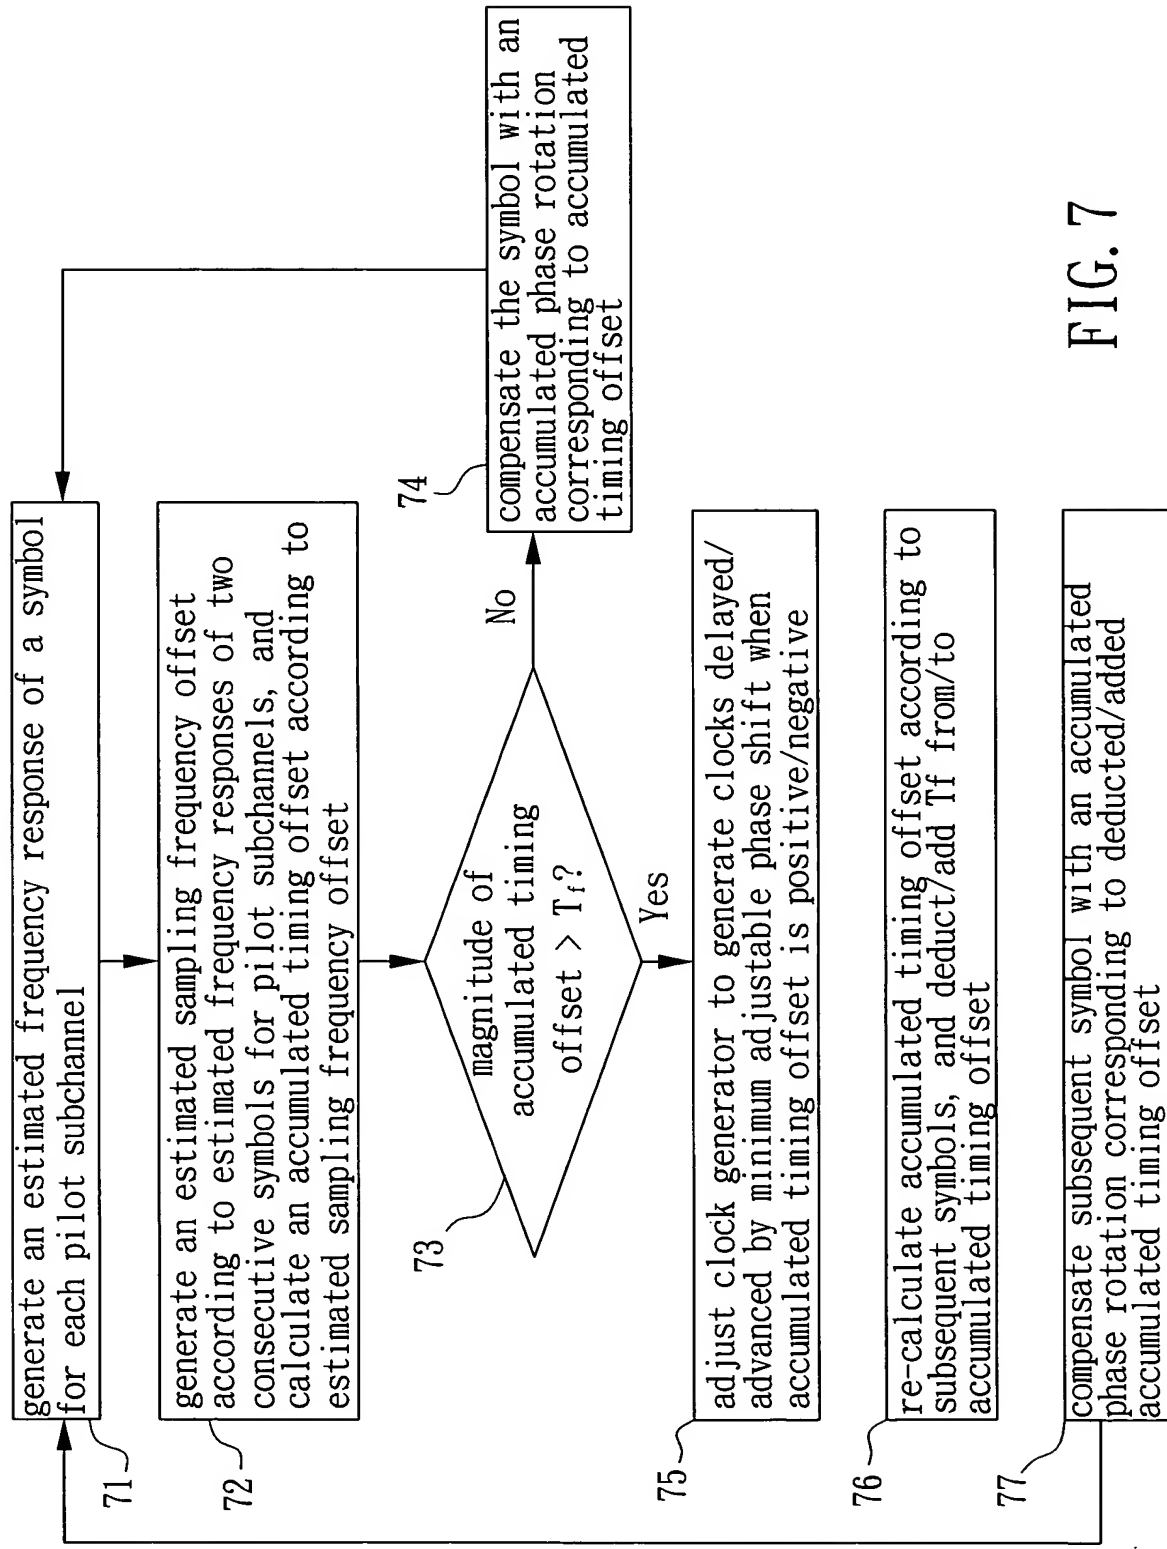 generate an estimated frequency response of a symbol
for each pilot subchannel
71
generate an estimated sampling frequency offset
according to estimated frequency responses of two
consecutive symbols for pilot subchannels, and
calculate an accumulated timing offset according to
estimated sampling frequency offset
72
magnitude of
accumulated timing
offset > Tf?
73
No
Yes
74
compensate the symbol with an
accumulated phase rotation
corresponding to accumulated
timing offset
adjust clock generator to generate clocks delayed/
advanced by minimum adjustable phase shift when
accumulated timing offset is positive/negative
75
re-calculate accumulated timing offset according to
subsequent symbols, and deduct/add Tf from/to
accumulated timing offset
76
compensate subsequent symbol with an accumulated
phase rotation corresponding to deducted/added
accumulated timing offset
77
FIG. 7